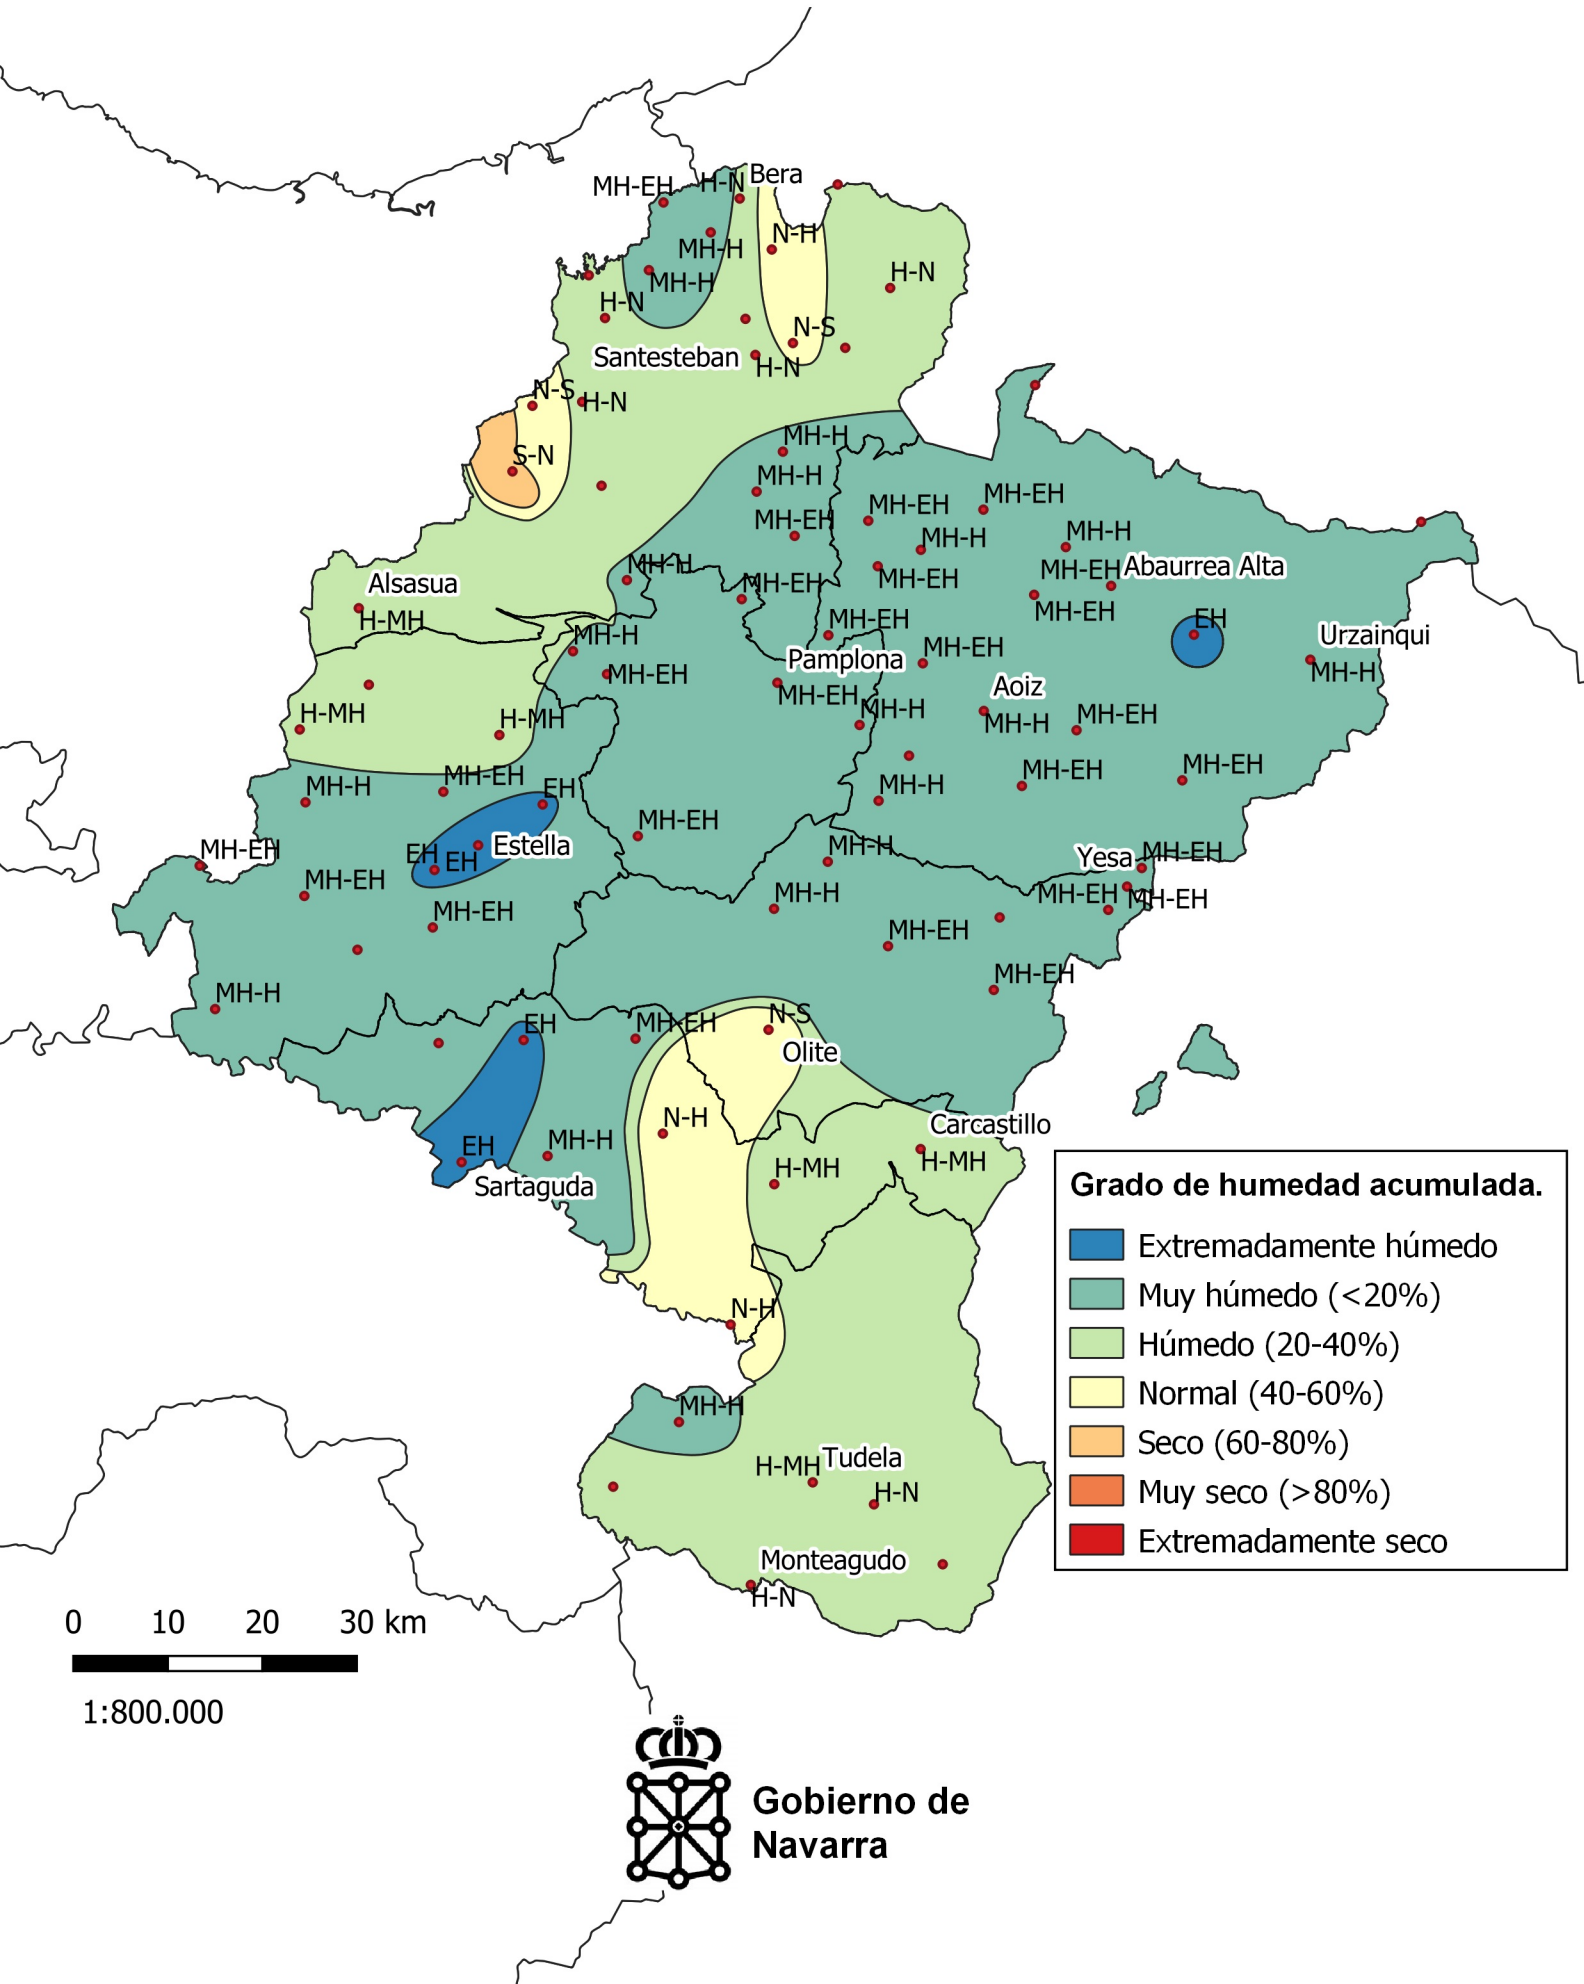 Bera
MH-EH
H-N
N-H
MH-H
MH-H
H-N
H-N
N-S
Santesteban
H-N
N-S
H-N
S-N
MH-H
MH-H
MH-EH
MH-EH
MH-EH
MH-H
MH-H
MH-EH
MH-EH
Abaurrea Alta
MH-H
Alsasua
MH-EH
MH-EH
H-MH
MH-EH
EH
MH-H
Urzainqui
MH-EH
Pamplona
MH-EH
MH-H
Aoiz
MH-EH
MH-H
H-MH
H-MH
MH-H
MH-EH
MH-EH
MH-EH
MH-H
MH-EH
EH
MH-H
MH-EH
Estella
MH-H
MH-EH
EH
EH
Yesa
MH-EH
MH-EH
MH-H
MH-EH
MH-EH
MH-EH
MH-EH
MH-EH
MH-H
EH
MH-EH
N-S
Olite
N-H
Carcastillo
EH
MH-H
H-MH
H-MH
Sartaguda
N-H
MH-H
H-MH
Tudela
H-N
Monteagudo
H-N
Grado de humedad acumulada.
Extremadamente húmedo
Muy húmedo (<20%)
Húmedo (20-40%)
Normal (40-60%)
Seco (60-80%)
Muy seco (>80%)
Extremadamente seco
0 10 20 30 km
1:800.000
Gobierno de
Navarra